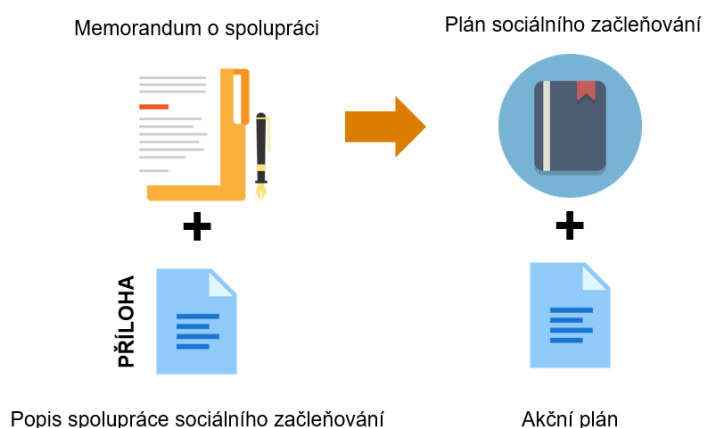 Memorandum o spolupráci
Plán sociálního začleňování
PŘÍLOHA
Popis spolupráce sociálního začleňování
Akční plán